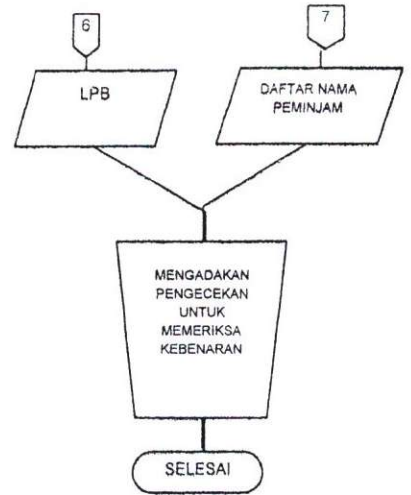 6
7
LPB
DAFTAR NAMA
PEMINJAM
MENGADAKAN
PENGECEKAN
UNTUK
MEMERIKSA
KEBENARAN
SELESAI